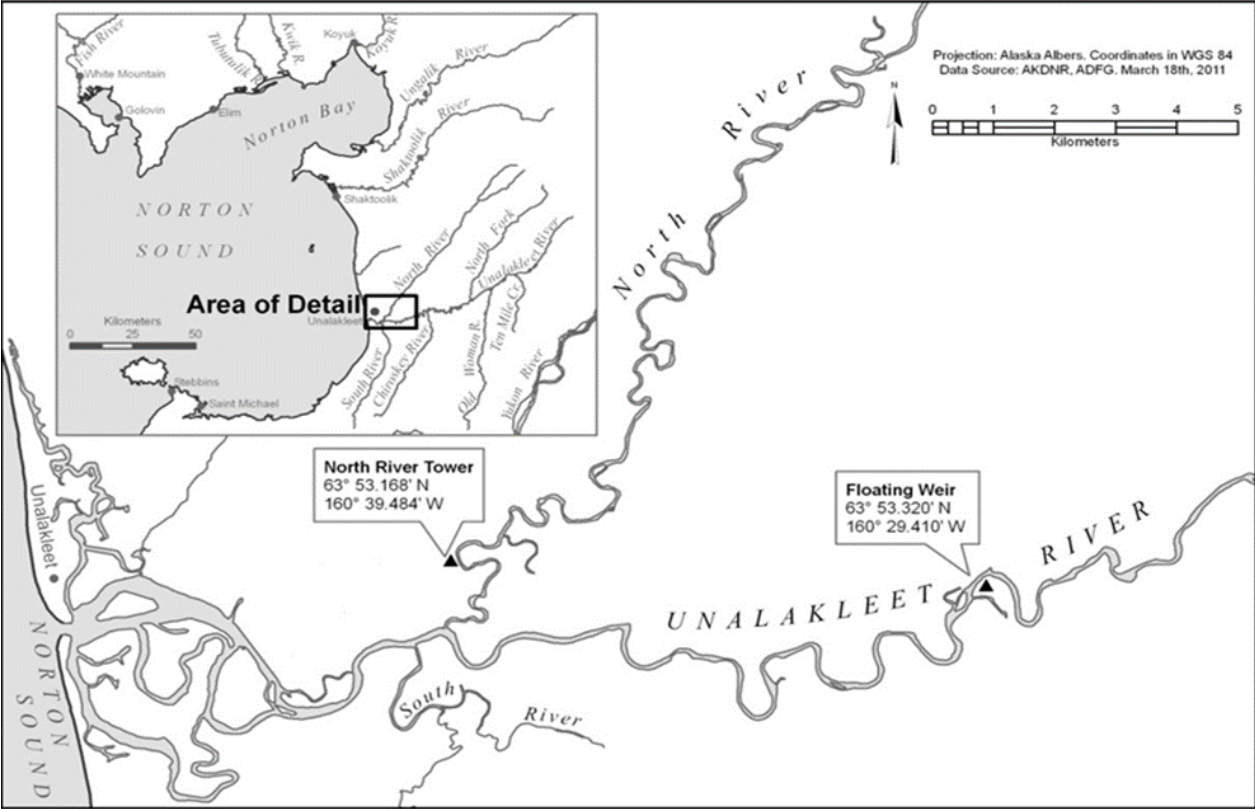 Projection: Alaska Albers. Coordinates in WGS 84
Data Source: AKDNR, ADFG. March 18th, 2011
N
0 1 2 3 4 5
Kilometers
Fish River
Tubutulik R.
Kwik R.
Koyuk
Koyuk R.
White Mountain
Golovin
Elim
Norton Bay
Ungalik River
Shaktoolik River
Shaktoolik
NORTON
SOUND
North River
North Fork
Unalakleet River
Area of Detail
Unalakleet
Kilometers
0 25 50
South River
Chiroskey River
Old Woman R.
Ten Mile Cr.
Yukon River
Stebbins
Saint Michael
North River
North River Tower
63° 53.168' N
160° 39.484' W
Floating Weir
63° 53.320' N
160° 29.410' W
Unalakleet
UNALAKLEET RIVER
South River
NORTON
SOUND